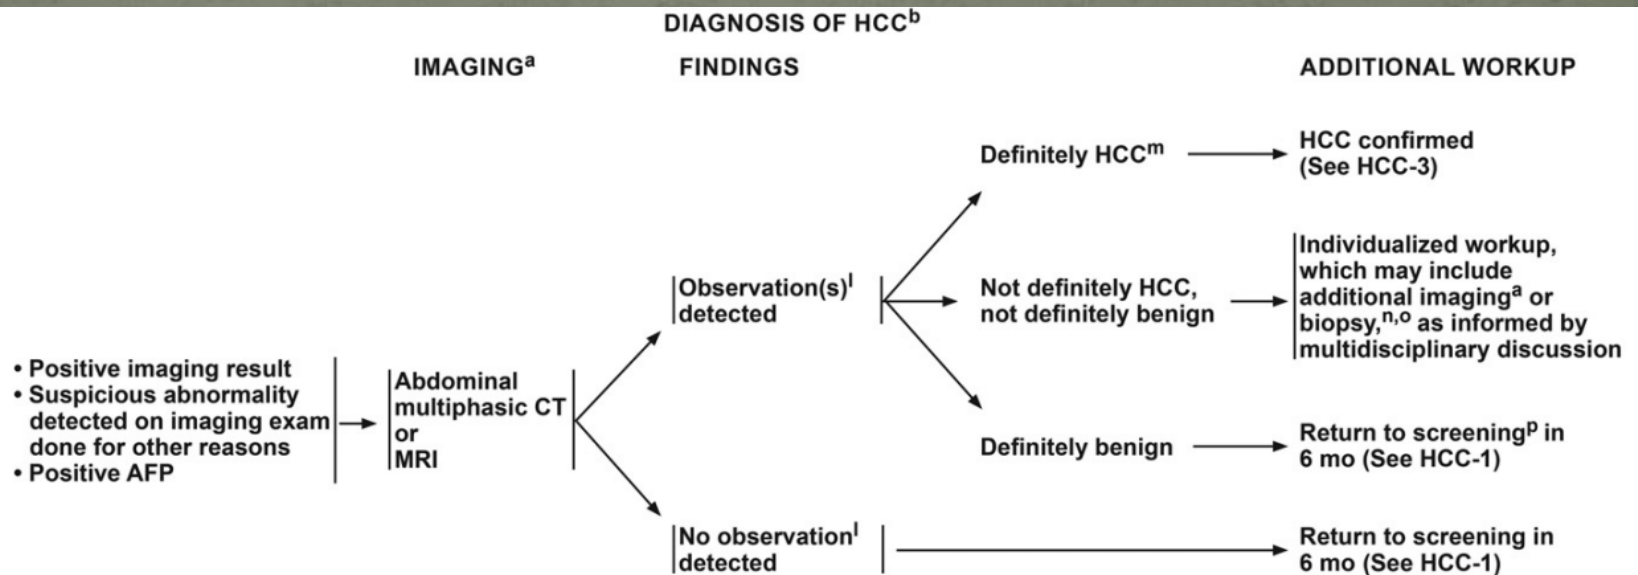 DIAGNOSIS OF HCCᵇ
IMAGINGᵃ
FINDINGS
ADDITIONAL WORKUP
• Positive imaging result
• Suspicious abnormality
detected on imaging exam
done for other reasons
• Positive AFP
Abdominal
multiphasic CT
or
MRI
Observation(s)ˡ
detected
Definitely HCCᵐ
HCC confirmed
(See HCC-3)
Not definitely HCC,
not definitely benign
Individualized workup,
which may include
additional imagingᵃ or
biopsy,ⁿ,ᵒ as informed by
multidisciplinary discussion
Definitely benign
Return to screeningᵖ in
6 mo (See HCC-1)
No observationˡ
detected
Return to screening in
6 mo (See HCC-1)